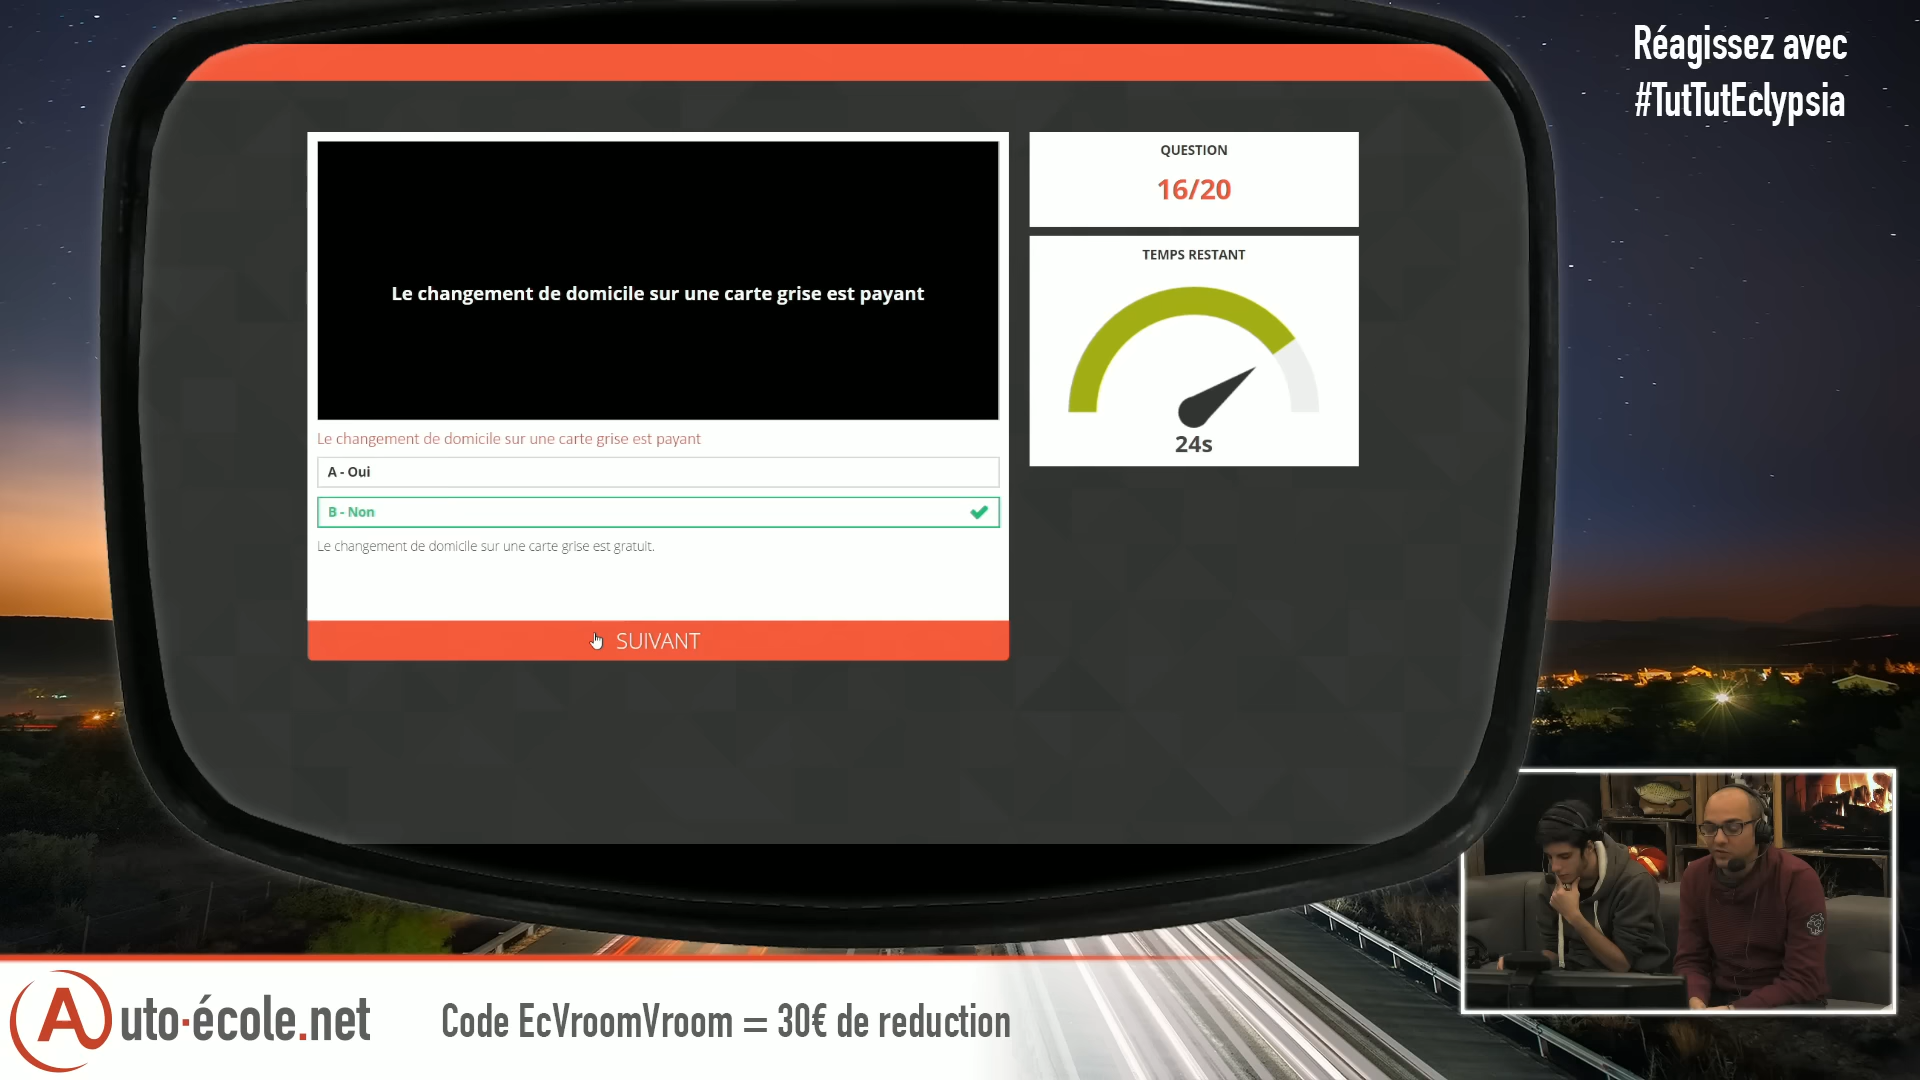 Réagissez avec
#TutTutEclypsia
Le changement de domicile sur une carte grise est payant
Le changement de domicile sur une carte grise est payant
A - Oui
B - Non
Le changement de domicile sur une carte grise est gratuit.
SUIVANT
QUESTION
16/20
TEMPS RESTANT
24s
Auto·école.net
Code EcVroomVroom = 30€ de reduction